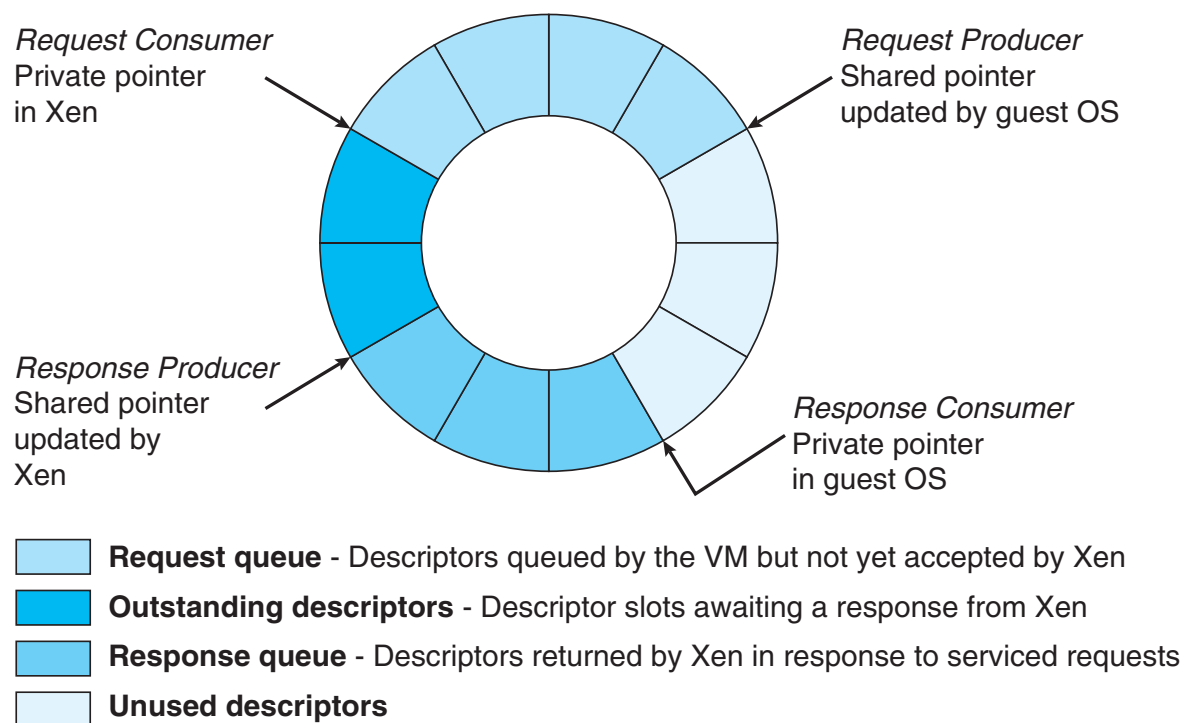 Request Consumer
Private pointer
in Xen
Request Producer
Shared pointer
updated by guest OS
Response Producer
Shared pointer
updated by
Xen
Response Consumer
Private pointer
in guest OS
Request queue - Descriptors queued by the VM but not yet accepted by Xen
Outstanding descriptors - Descriptor slots awaiting a response from Xen
Response queue - Descriptors returned by Xen in response to serviced requests
Unused descriptors